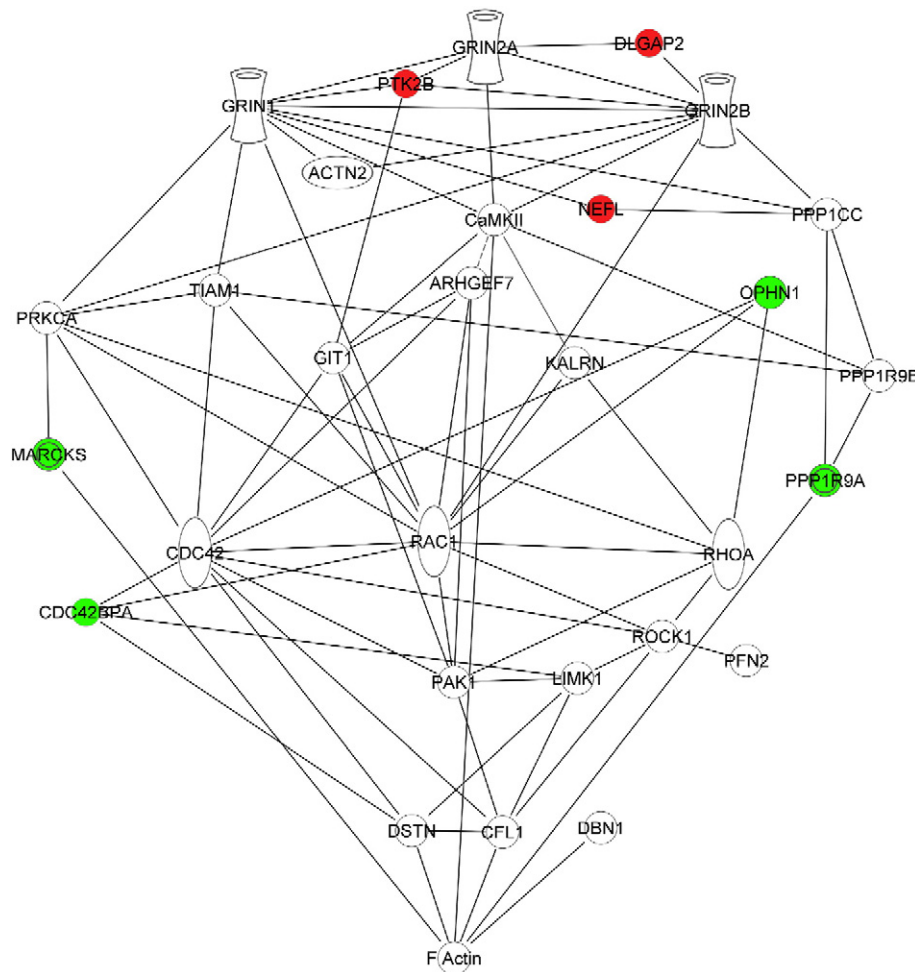 DLGAP2
GRIN2A
PTK2B
GRIN1
GRIN2B
ACTN2
NEFL
PPP1CC
CaMKII
ARHGEF7
OPHN1
TIAM1
PRKCA
GIT1
KALRN
PPP1R9B
MARCKS
PPP1R9A
RAC1
CDC42
RHOA
CDC42BPA
ROCK1
PFN2
PAK1
LIMK1
DSTN
CFL1
DBN1
F Actin